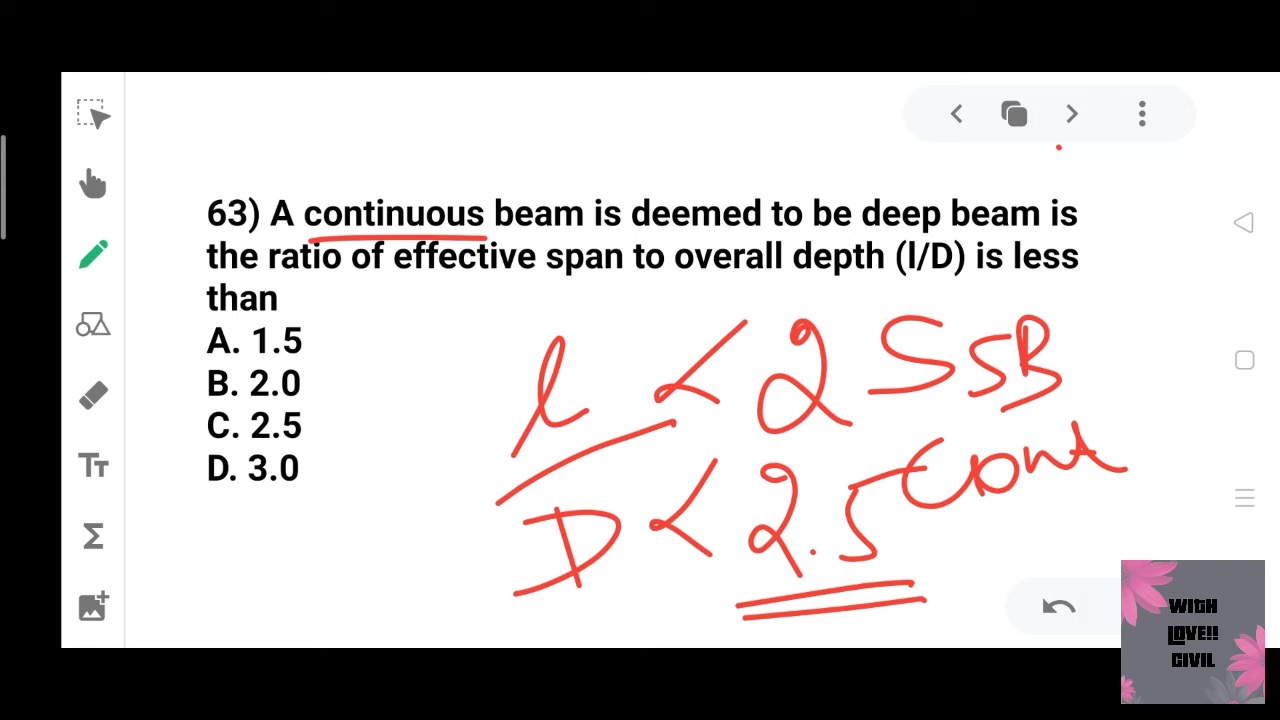 63) A continuous beam is deemed to be deep beam is
the ratio of effective span to overall depth (l/D) is less
than
A. 1.5
B. 2.0
C. 2.5
D. 3.0
l/D < 2 SSB
< 2.5 Cont
Tт
Σ
WITH
LOVE!!
CIVIL